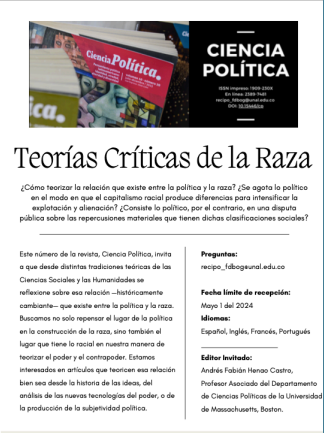 Ciencia Política.
CIENCIA
POLÍTICA
ISSN impreso: 1909-230X
En línea: 2389-7481
recipo_fdbog@unal.edu.co
Teorías Críticas de la Raza
¿Cómo teorizar la relación que existe entre la política y la raza? ¿Se agota lo político
en el modo en que el capitalismo racial produce diferencias para intensificar la
explotación y alienación? ¿Consiste lo político, por el contrario, en una disputa
pública sobre las repercusiones materiales que tienen dichas clasificaciones sociales?
Este número de la revista, Ciencia Política, invita
a que desde distintas tradiciones teóricas de las
Ciencias Sociales y las Humanidades se
reflexione sobre esa relación —históricamente
cambiante— que existe entre la política y la raza.
Buscamos no solo repensar el lugar de la política
en la construcción de la raza, sino también el
lugar que tiene lo racial en nuestra manera de
teorizar el poder y el contrapoder. Estamos
interesados en artículos que teoricen esa relación
bien sea desde la historia de las ideas, del
análisis de las nuevas tecnologías del poder, o de
la producción de la subjetividad política.
Preguntas:
recipo_fdbog@unal.edu.co
Fecha límite de recepción:
Mayo 1 del 2024
Idiomas:
Español, Inglés, Francés, Portugués
Editor Invitado:
Andrés Fabián Henao Castro,
Profesor Asociado del Departamento
de Ciencias Políticas de la Universidad
de Massachusetts, Boston.